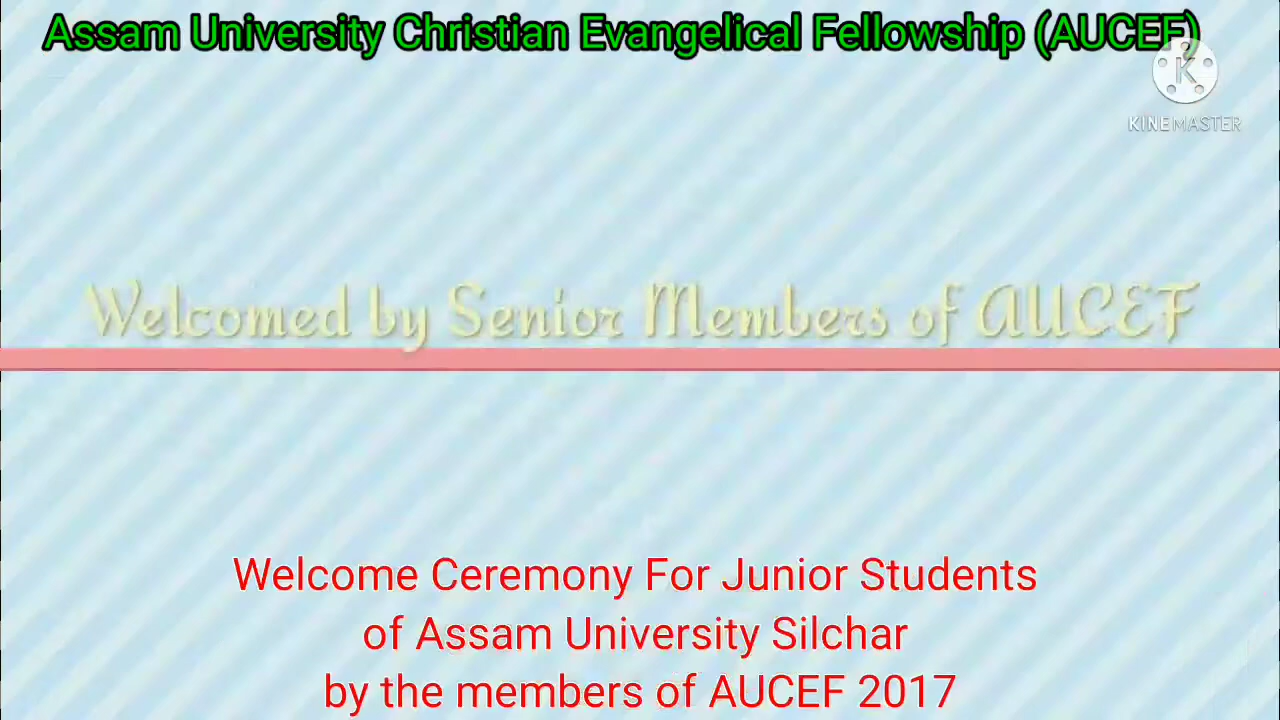 Assam University Christian Evangelical Fellowship (AUCEF)
K
KINEMASTER
Welcomed by Senior Members of AUCEF
Welcome Ceremony For Junior Students
of Assam University Silchar
by the members of AUCEF 2017